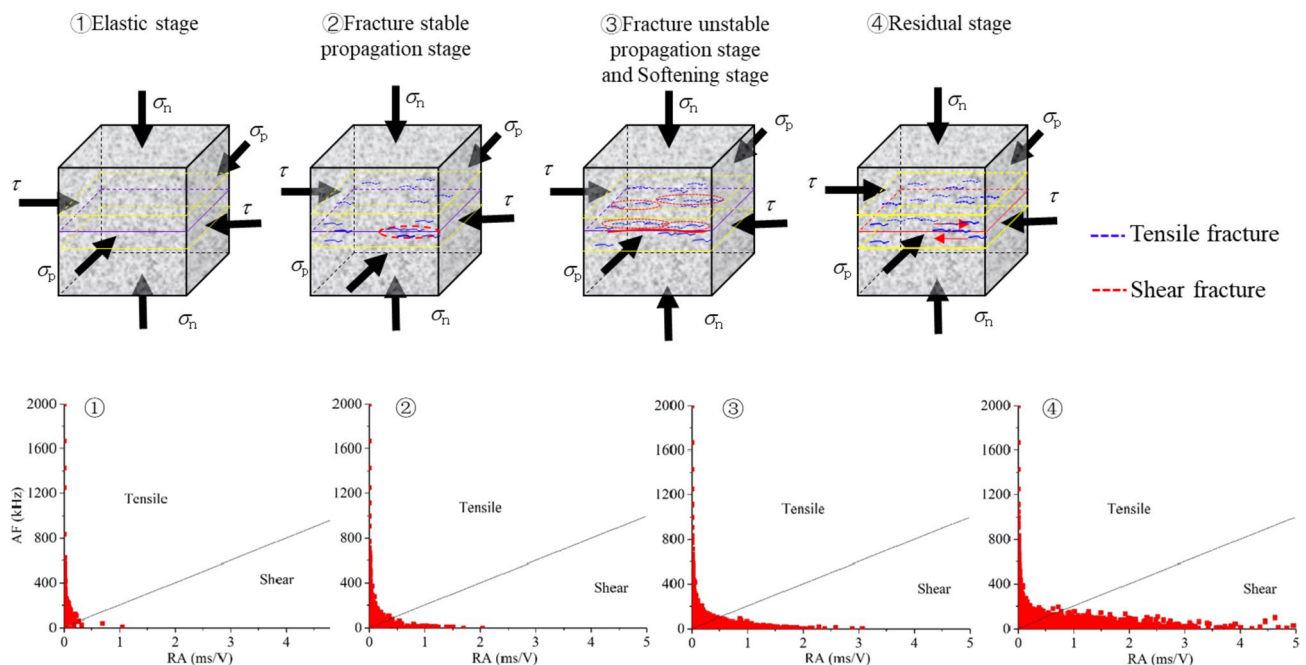 ①Elastic stage
②Fracture stable
propagation stage
③Fracture unstable
propagation stage
and Softening stage
④Residual stage
σn
σp
τ
τ
σp
σn
σn
σp
τ
τ
σp
σn
σn
σp
τ
τ
σp
σn
σn
σp
τ
τ
σp
σn
Tensile fracture
Shear fracture
①
2000
1600
1200
800
400
0
AF (kHz)
Tensile
Shear
0 1 2 3 4
RA (ms/V)
②
2000
1600
1200
800
400
0
Tensile
Shear
0 1 2 3 4 5
RA (ms/V)
③
2000
1600
1200
800
400
0
Tensile
Shear
0 1 2 3 4 5
RA (ms/V)
④
2000
1600
1200
800
400
0
Tensile
Shear
0 1 2 3 4 5
RA (ms/V)